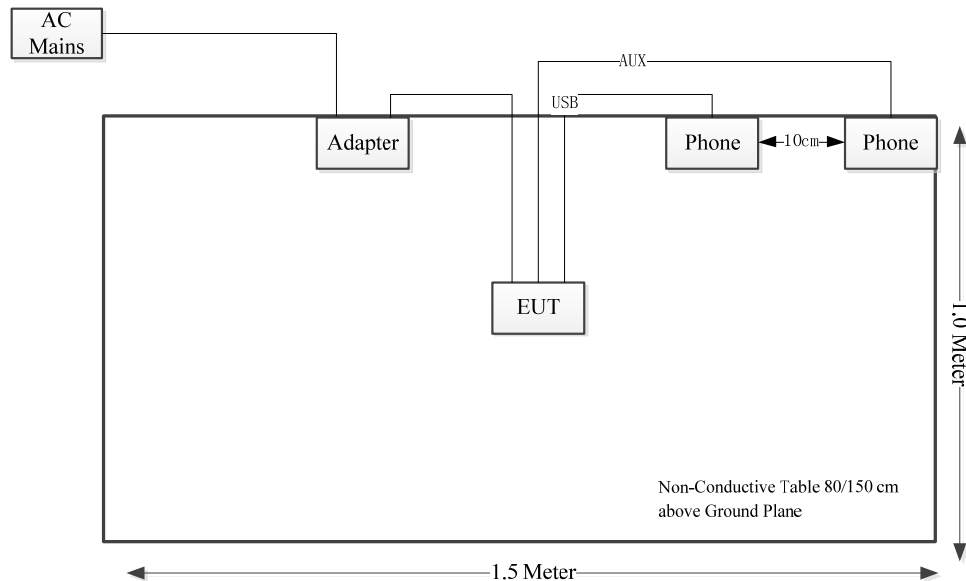 AC
Mains
AUX
USB
Adapter
Phone
10cm
Phone
EUT
1.0 Meter
Non-Conductive Table 80/150 cm
above Ground Plane
1.5 Meter